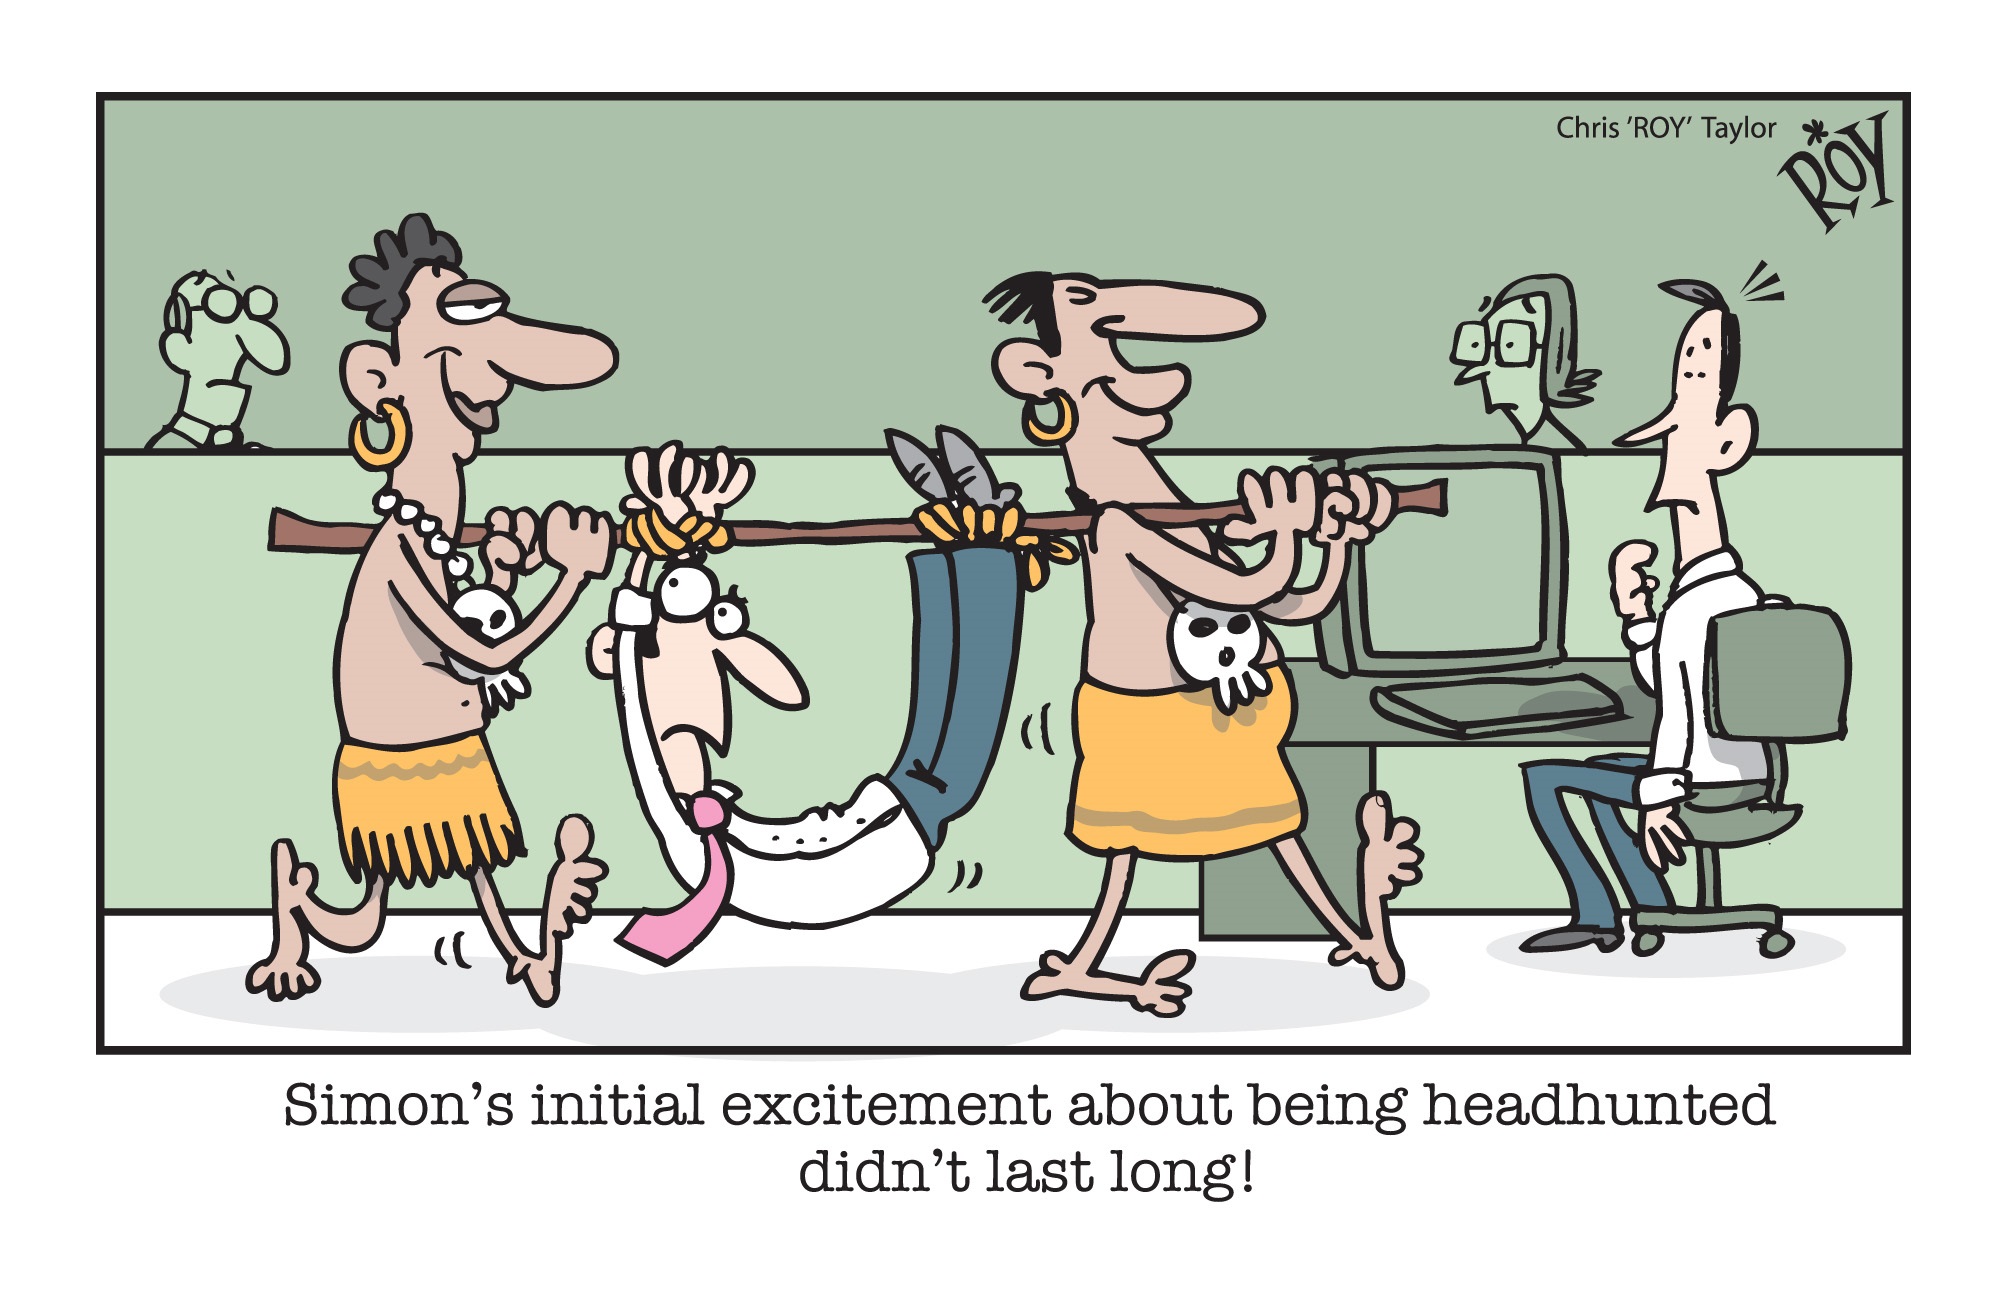 Chris 'ROY' Taylor
ROY
Simon's initial excitement about being headhunted
didn't last long!